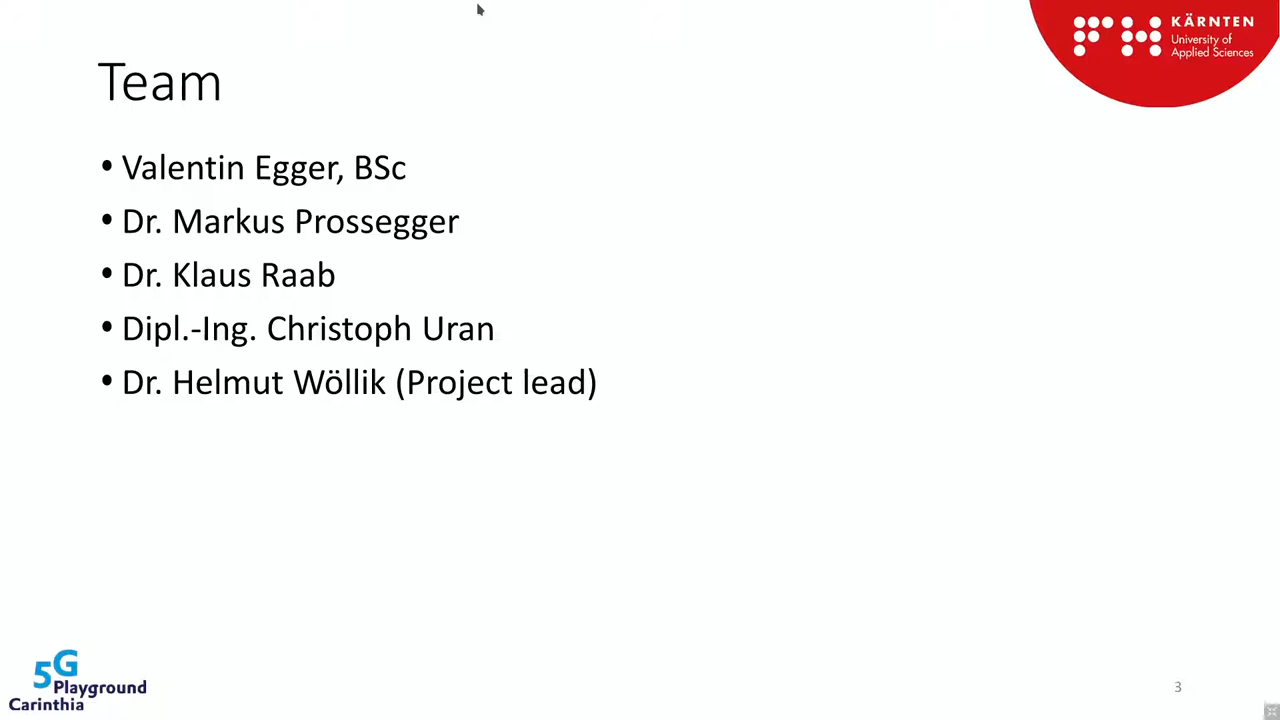 KÄRNTEN
University of
Applied Sciences
Team
• Valentin Egger, BSc
• Dr. Markus Prossegger
• Dr. Klaus Raab
• Dipl.-Ing. Christoph Uran
• Dr. Helmut Wöllik (Project lead)
5G
Playground
Carinthia
3